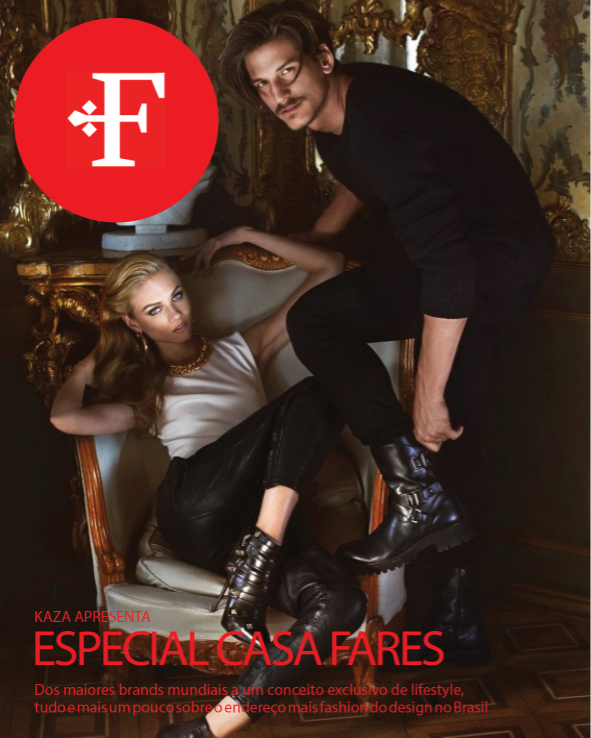 F
KAZA APRESENTA
ESPECIAL CASA FARES
Dos maiores brands mundiais a um conceito exclusivo de lifestyle,
tudo e mais um pouco sobre o endereço mais fashion do design no Brasil